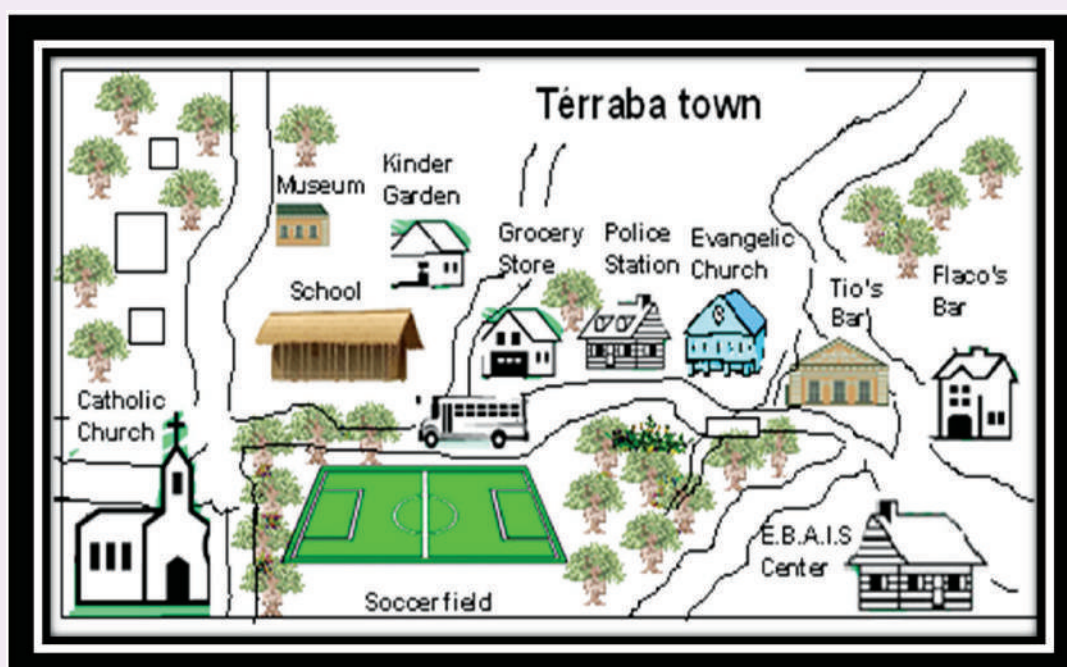 Térraba town
Kinder
Garden
Museum
Grocery
Store
Police
Station
Evangelic
Church
Tio's
Bar
Flaco's
Bar
School
Catholic
Church
E.B.A.I.S
Center
Soccerfield